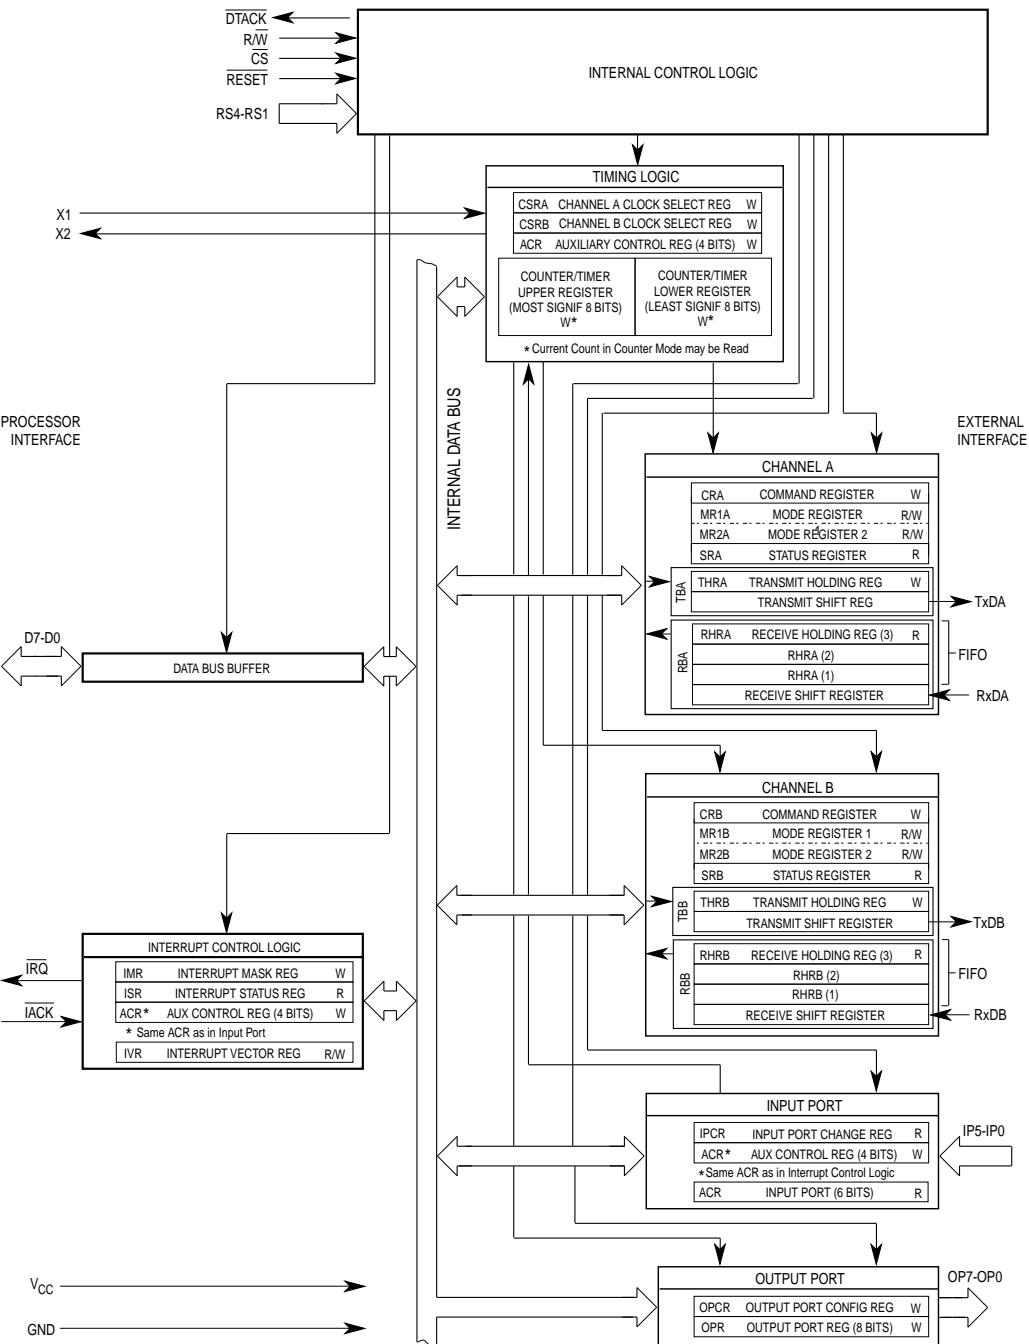 DTACK
R/W
CS
RESET
RS4-RS1
INTERNAL CONTROL LOGIC
TIMING LOGIC
CSRA CHANNEL A CLOCK SELECT REG W
CSRB CHANNEL B CLOCK SELECT REG W
ACR AUXILIARY CONTROL REG (4 BITS) W
COUNTER/TIMER
UPPER REGISTER
(MOST SIGNIF 8 BITS)
W*
COUNTER/TIMER
LOWER REGISTER
(LEAST SIGNIF 8 BITS)
W*
* Current Count in Counter Mode may be Read
X1
X2
PROCESSOR
INTERFACE
INTERNAL DATA BUS
EXTERNAL
INTERFACE
CHANNEL A
CRA COMMAND REGISTER W
MR1A MODE REGISTER R/W
MR2A MODE REGISTER 2 R/W
SRA STATUS REGISTER R
TBA
THRA TRANSMIT HOLDING REG W
TRANSMIT SHIFT REG
TxDA
RBA
RHRA RECEIVE HOLDING REG (3) R
RHRA (2)
RHRA (1)
RECEIVE SHIFT REGISTER
FIFO
RxDA
D7-D0
DATA BUS BUFFER
CHANNEL B
CRB COMMAND REGISTER W
MR1B MODE REGISTER 1 R/W
MR2B MODE REGISTER 2 R/W
SRB STATUS REGISTER R
TBB
THRB TRANSMIT HOLDING REG W
TRANSMIT SHIFT REGISTER
TxDB
RBB
RHRB RECEIVE HOLDING REG (3) R
RHRB (2)
RHRB (1)
RECEIVE SHIFT REGISTER
FIFO
RxDB
INTERRUPT CONTROL LOGIC
IMR INTERRUPT MASK REG W
ISR INTERRUPT STATUS REG R
ACR* AUX CONTROL REG (4 BITS) W
* Same ACR as in Input Port
IVR INTERRUPT VECTOR REG R/W
IRQ
IACK
INPUT PORT
IPCR INPUT PORT CHANGE REG R
ACR* AUX CONTROL REG (4 BITS) W
*Same ACR as in Interrupt Control Logic
ACR INPUT PORT (6 BITS) R
IP5-IP0
OUTPUT PORT
OPCR OUTPUT PORT CONFIG REG W
OPR OUTPUT PORT REG (8 BITS) W
OP7-OP0
VCC
GND